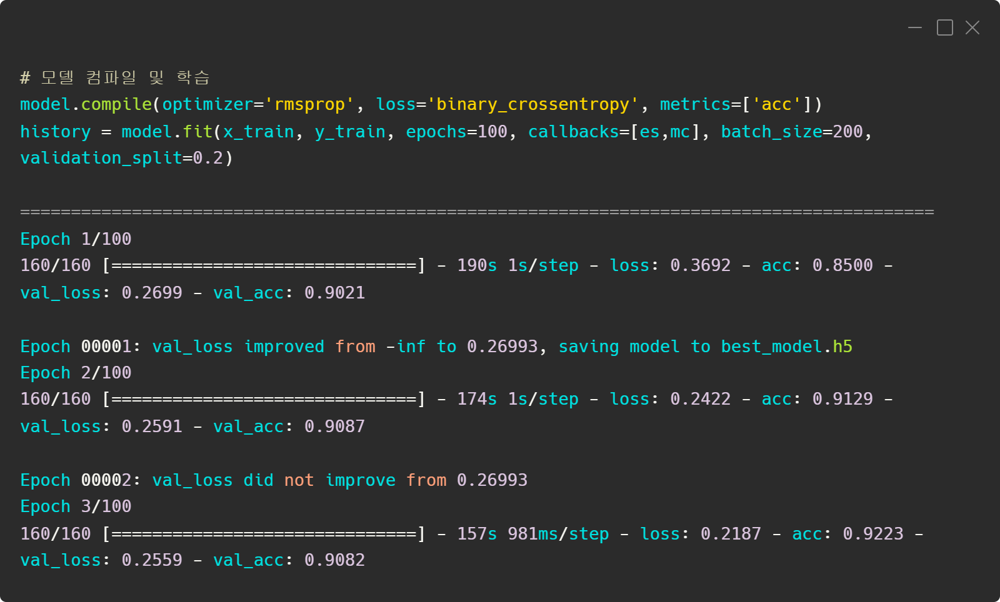 # 모델 컴파일 및 학습
model.compile(optimizer='rmsprop', loss='binary_crossentropy', metrics=['acc'])
history = model.fit(x_train, y_train, epochs=100, callbacks=[es,mc], batch_size=200,
validation_split=0.2)
==========================================================================================
Epoch 1/100
160/160 [==============================] - 190s 1s/step - loss: 0.3692 - acc: 0.8500 -
val_loss: 0.2699 - val_acc: 0.9021
Epoch 00001: val_loss improved from -inf to 0.26993, saving model to best_model.h5
Epoch 2/100
160/160 [==============================] - 174s 1s/step - loss: 0.2422 - acc: 0.9129 -
val_loss: 0.2591 - val_acc: 0.9087
Epoch 00002: val_loss did not improve from 0.26993
Epoch 3/100
160/160 [==============================] - 157s 981ms/step - loss: 0.2187 - acc: 0.9223 -
val_loss: 0.2559 - val_acc: 0.9082